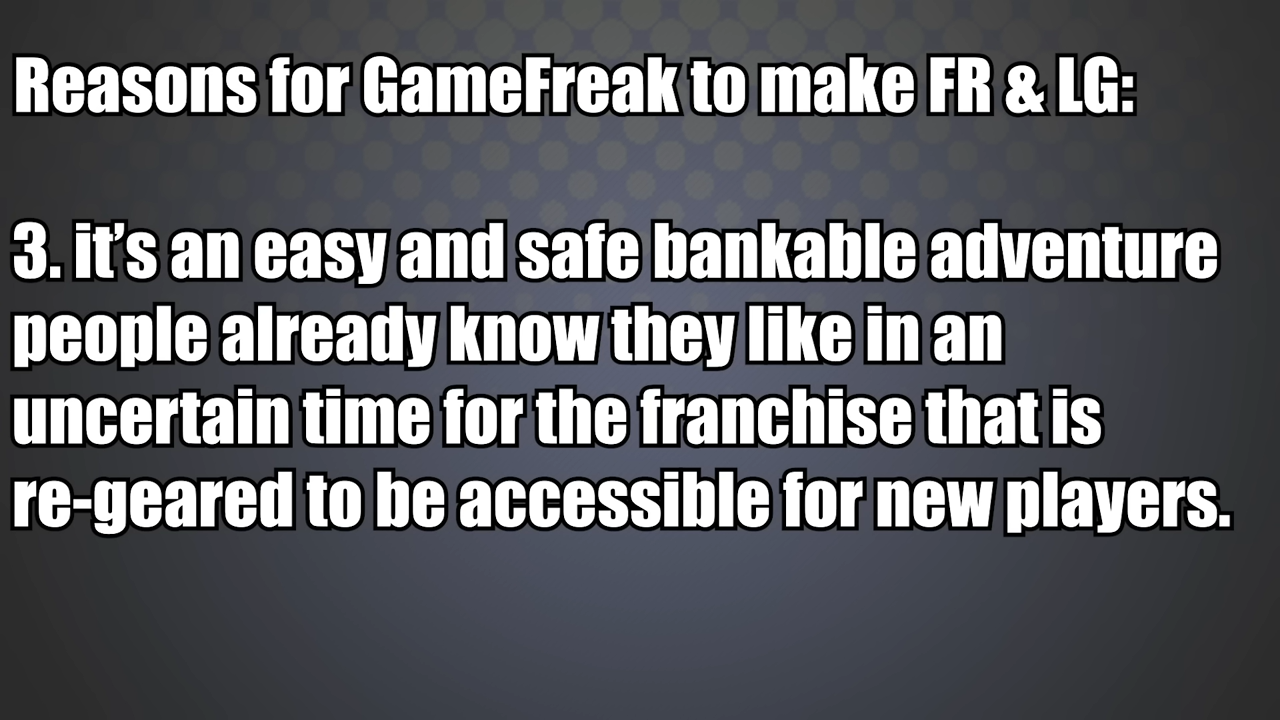 Reasons for GameFreak to make FR & LG:
3. it's an easy and safe bankable adventure
people already know they like in an
uncertain time for the franchise that is
re-geared to be accessible for new players.